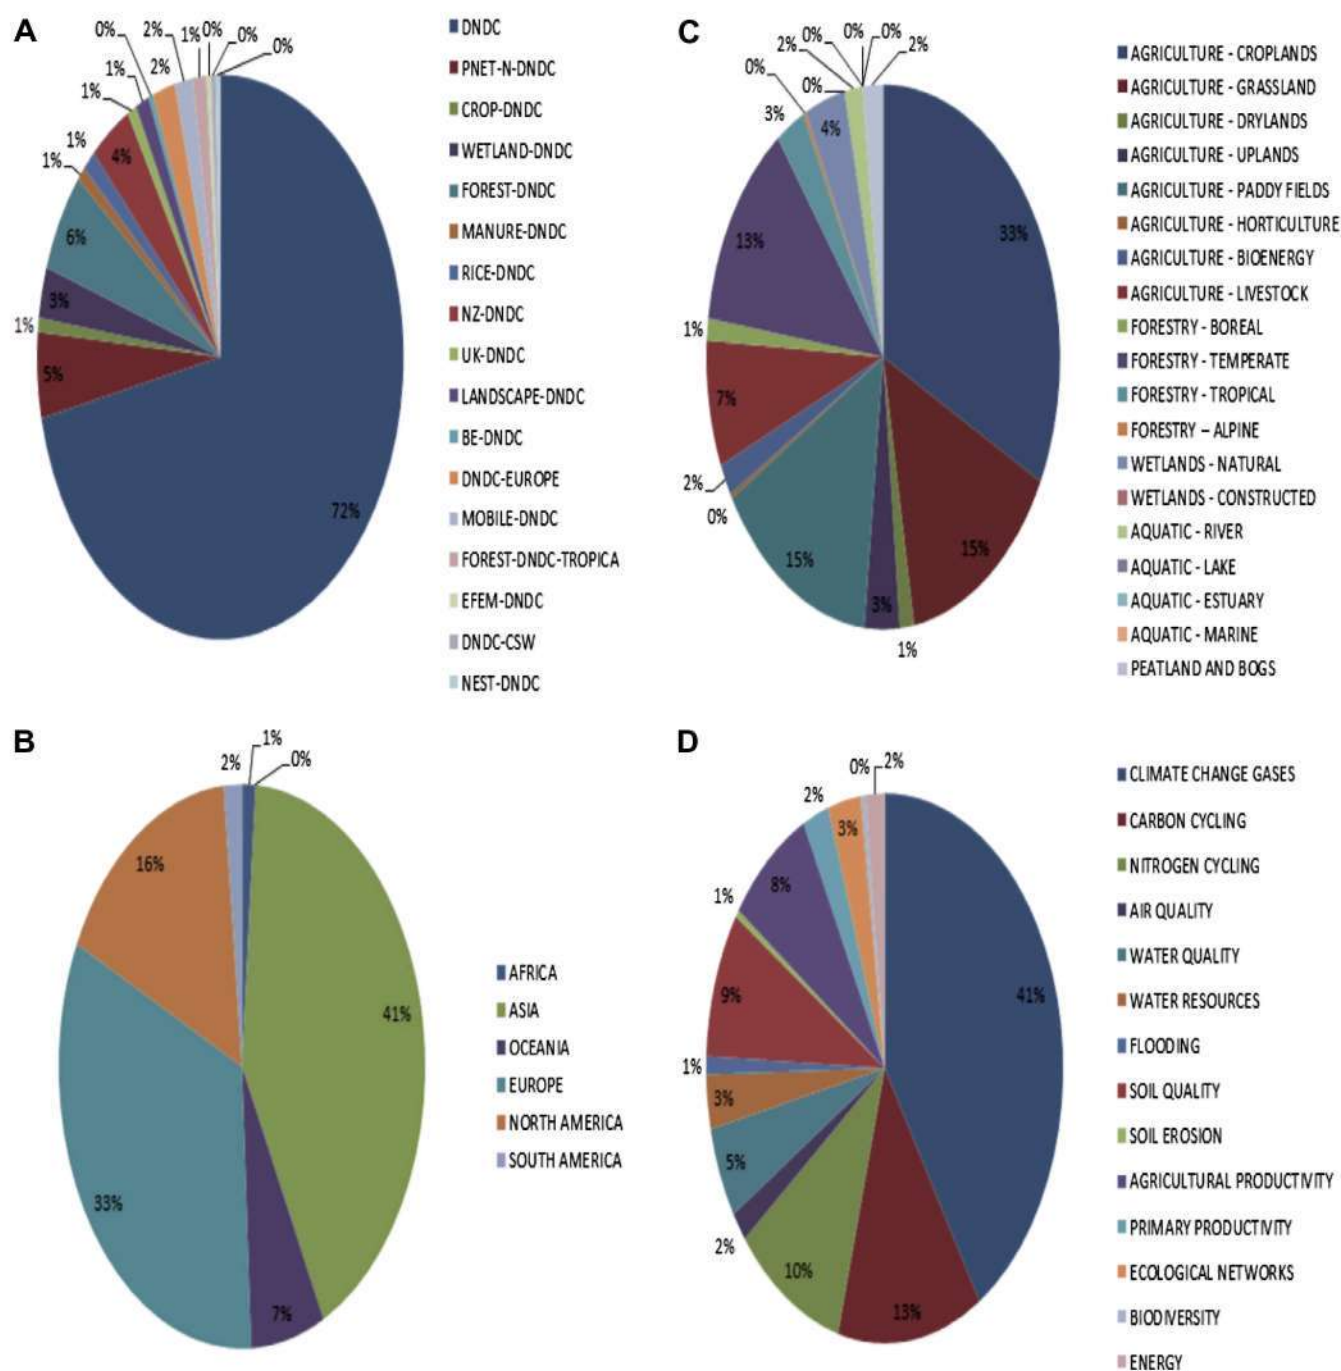 A
0%
2%
1%
0%
0%
0%
1%
2%
1%
1%
1%
4%
6%
3%
1%
5%
72%
DNDC
PNET-N-DNDC
CROP-DNDC
WETLAND-DNDC
FOREST-DNDC
MANURE-DNDC
RICE-DNDC
NZ-DNDC
UK-DNDC
LANDSCAPE-DNDC
BE-DNDC
DNDC-EUROPE
MOBILE-DNDC
FOREST-DNDC-TROPICA
EFEM-DNDC
DNDC-CSW
NEST-DNDC
C
0%
0%
0%
2%
2%
0%
0%
3%
4%
13%
33%
1%
7%
2%
0%
15%
3%
1%
15%
AGRICULTURE - CROPLANDS
AGRICULTURE - GRASSLAND
AGRICULTURE - DRYLANDS
AGRICULTURE - UPLANDS
AGRICULTURE - PADDY FIELDS
AGRICULTURE - HORTICULTURE
AGRICULTURE - BIOENERGY
AGRICULTURE - LIVESTOCK
FORESTRY - BOREAL
FORESTRY - TEMPERATE
FORESTRY - TROPICAL
FORESTRY – ALPINE
WETLANDS - NATURAL
WETLANDS - CONSTRUCTED
AQUATIC - RIVER
AQUATIC - LAKE
AQUATIC - ESTUARY
AQUATIC - MARINE
PEATLAND AND BOGS
B
2%
1%
0%
16%
41%
33%
7%
AFRICA
ASIA
OCEANIA
EUROPE
NORTH AMERICA
SOUTH AMERICA
D
0%
2%
2%
3%
8%
1%
9%
41%
1%
3%
5%
2%
10%
13%
CLIMATE CHANGE GASES
CARBON CYCLING
NITROGEN CYCLING
AIR QUALITY
WATER QUALITY
WATER RESOURCES
FLOODING
SOIL QUALITY
SOIL EROSION
AGRICULTURAL PRODUCTIVITY
PRIMARY PRODUCTIVITY
ECOLOGICAL NETWORKS
BIODIVERSITY
ENERGY